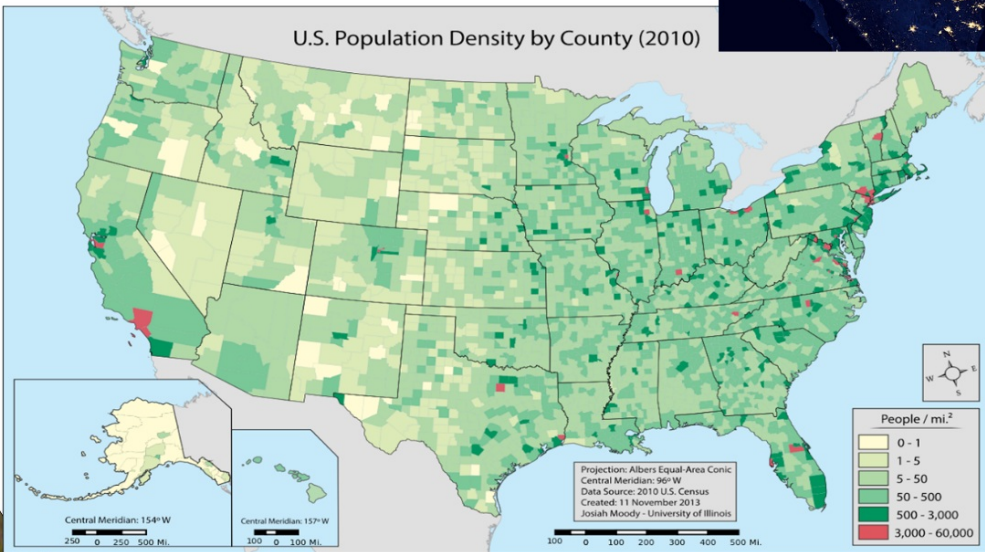 U.S. Population Density by County (2010)
N
W
E
S
People / mi.²
0 - 1
1 - 5
5 - 50
50 - 500
500 - 3,000
3,000 - 60,000
Projection: Albers Equal-Area Conic
Central Meridian: 96º W
Data Source: 2010 U.S. Census
Created: 11 November 2013
Josiah Moody - University of Illinois
Central Meridian: 154º W
250 0 250 500 Mi.
Central Meridian: 157º W
100 0 100 Mi.
100 0 100 200 300 400 500 Mi.